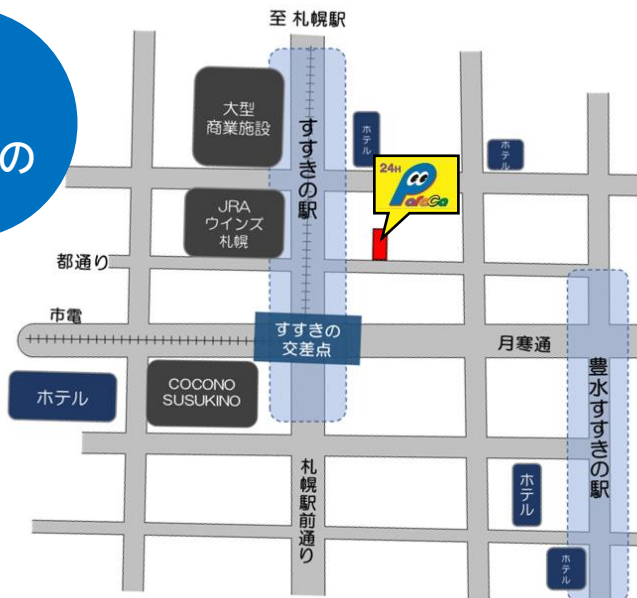 至 札幌駅
の
大型
商業施設
すすきの駅
ホテル
ホテル
24H
ParaCa
JRA
ウインズ
札幌
都通り
市電
すすきの
交差点
月寒通
ホテル
COCONO
SUSUKINO
豊水すすきの駅
札幌駅前通り
ホテル
ホテル